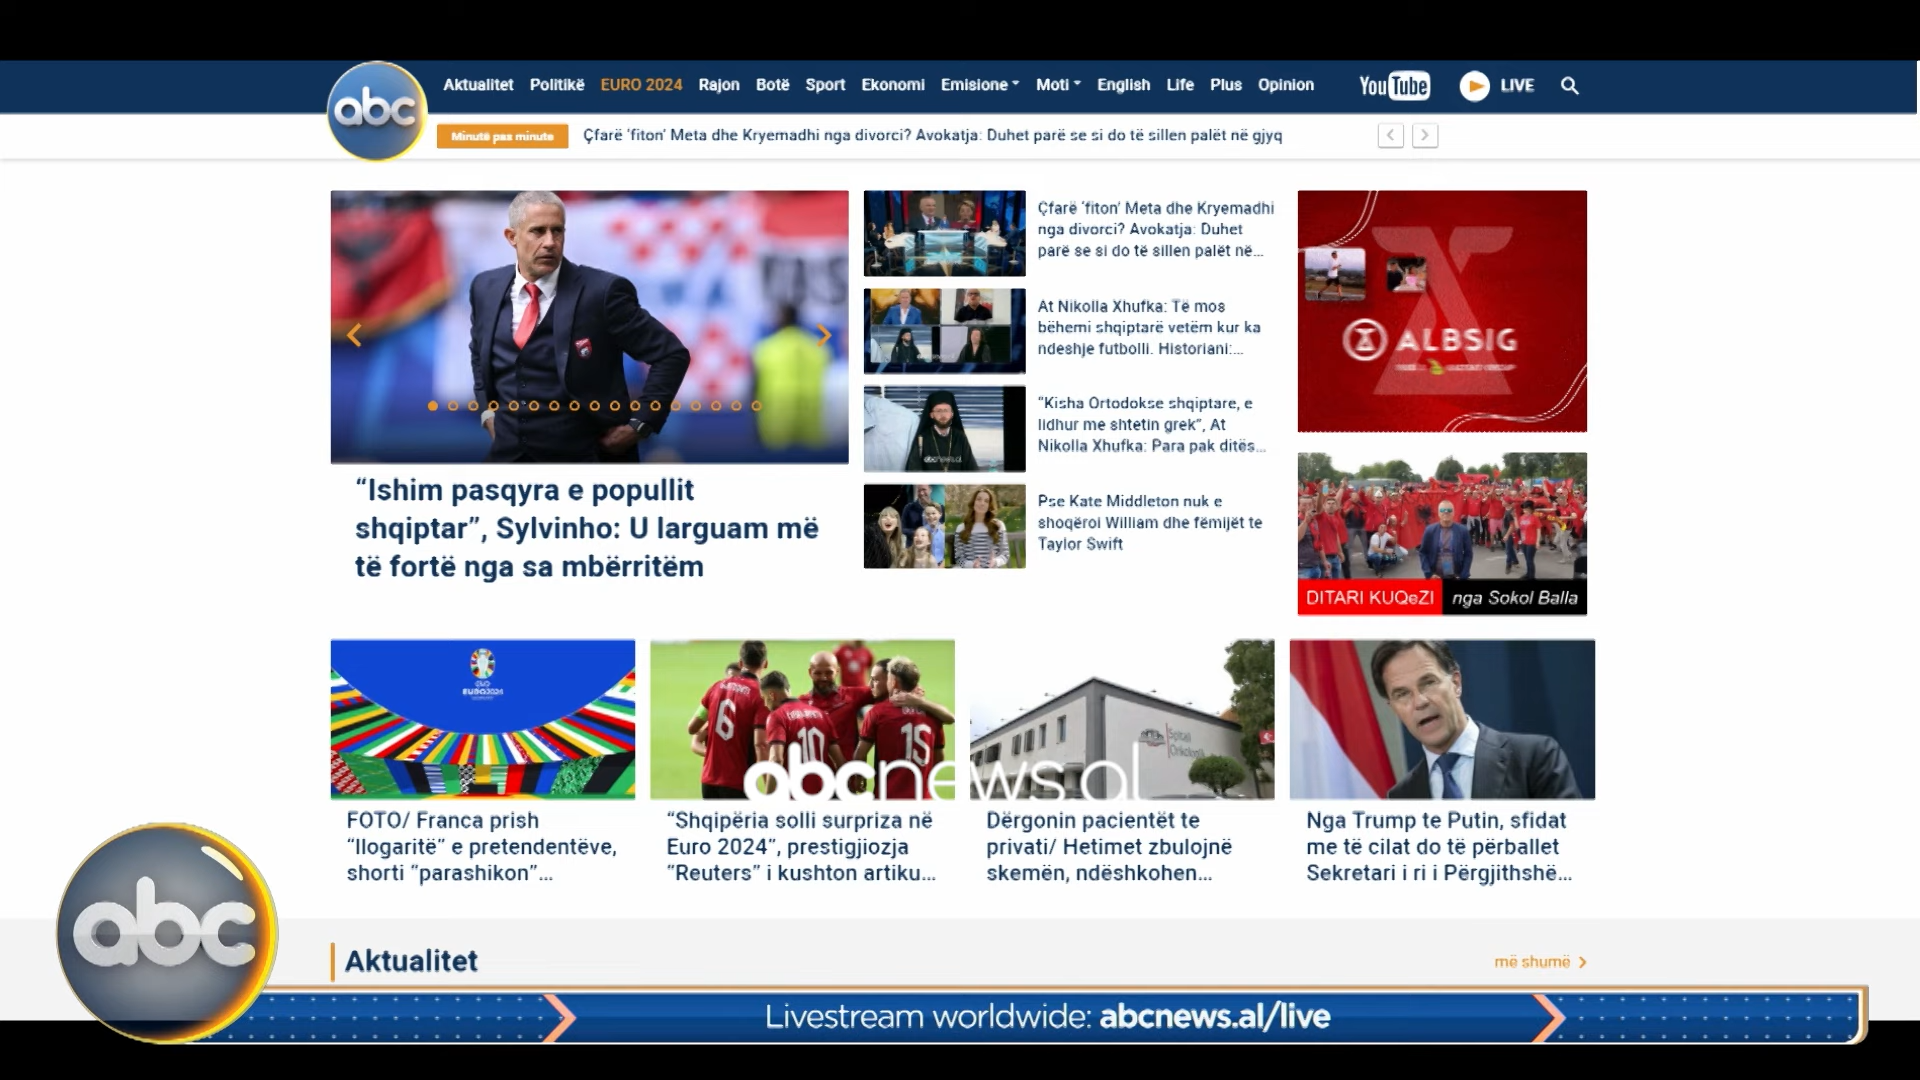 abc
Aktualitet Politikë EURO 2024 Rajon Botë Sport Ekonomi Emisione Moti English Life Plus Opinion YouTube LIVE
Minutë pas minute
Çfarë ‘fiton’ Meta dhe Kryemadhi nga divorci? Avokatja: Duhet parë se si do të sillen palët në gjyq
“Ishim pasqyra e popullit
shqiptar”, Sylvinho: U larguam më
të fortë nga sa mbërritëm
Çfarë ‘fiton’ Meta dhe Kryemadhi
nga divorci? Avokatja: Duhet
parë se si do të sillen palët në...
At Nikolla Xhufka: Të mos
bëhemi shqiptarë vetëm kur ka
ndeshje futbolli. Historiani:...
“Kisha Ortodokse shqiptare, e
lidhur me shtetin grek”, At
Nikolla Xhufka: Para pak ditës...
Pse Kate Middleton nuk e
shoqëroi William dhe fëmijët te
Taylor Swift
ALBSIG
DITARI KUQeZI nga Sokol Balla
EURO2024
6
10
15
Spitali
Onkologjik
abcnews.al
FOTO/ Franca prish
“llogaritë” e pretendentëve,
shorti “parashikon”...
“Shqipëria solli surpriza në
Euro 2024”, prestigjiozja
“Reuters” i kushton artiku...
Dërgonin pacientët te
privati/ Hetimet zbulojnë
skemën, ndëshkohen...
Nga Trump te Putin, sfidat
me të cilat do të përballet
Sekretari i ri i Përgjithshë...
Aktualitet
më shumë
abc
Livestream worldwide: abcnews.al/live